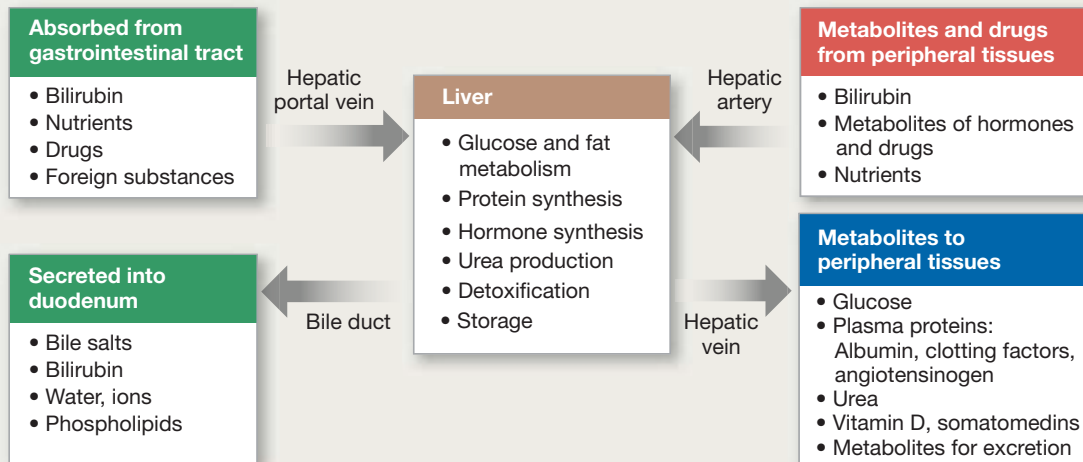 Absorbed from
gastrointestinal tract
• Bilirubin
• Nutrients
• Drugs
• Foreign substances
Hepatic
portal vein
Liver
• Glucose and fat
metabolism
• Protein synthesis
• Hormone synthesis
• Urea production
• Detoxification
• Storage
Hepatic
artery
Metabolites and drugs
from peripheral tissues
• Bilirubin
• Metabolites of hormones
and drugs
• Nutrients
Secreted into
duodenum
• Bile salts
• Bilirubin
• Water, ions
• Phospholipids
Bile duct
Hepatic
vein
Metabolites to
peripheral tissues
• Glucose
• Plasma proteins:
Albumin, clotting factors,
angiotensinogen
• Urea
• Vitamin D, somatomedins
• Metabolites for excretion